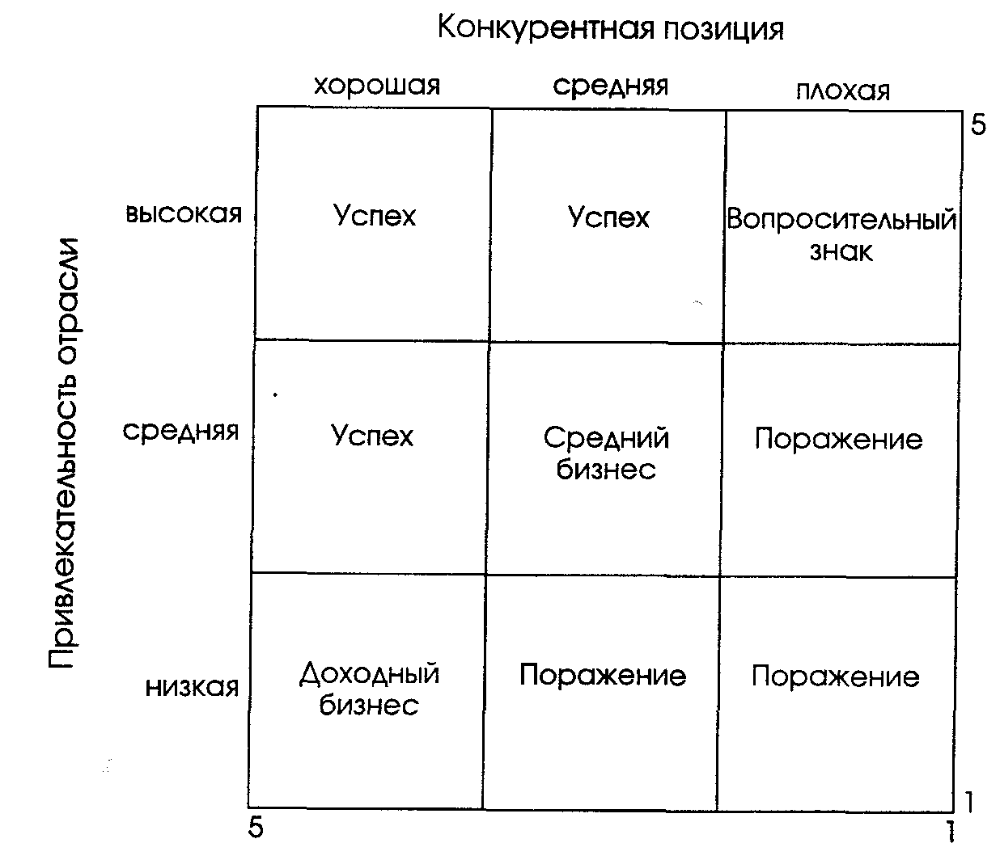 Конкурентная позиция
хорошая средняя плохая
5
высокая Успех Успех Вопросительный
знак
Привлекательность отрасли
средняя Успех Средний Поражение
бизнес
низкая Доходный Поражение Поражение
бизнес
1
5 1